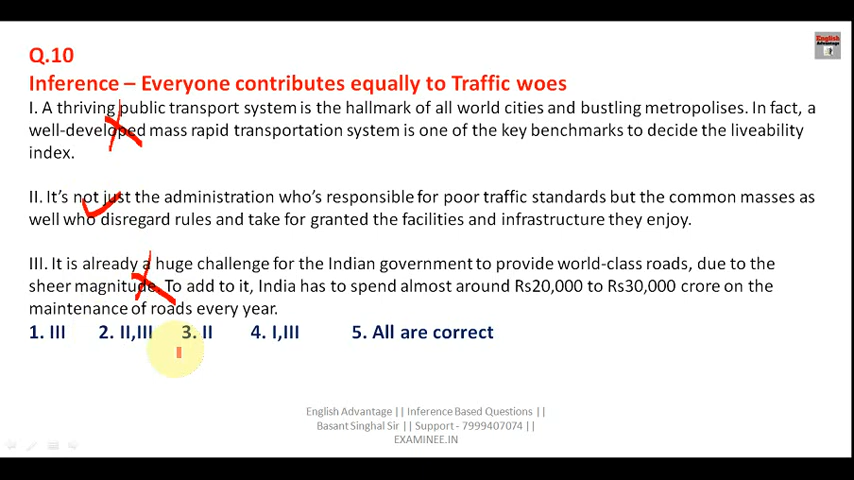 English
Advantage
Q.10
Inference – Everyone contributes equally to Traffic woes
I. A thriving public transport system is the hallmark of all world cities and bustling metropolises. In fact, a
well-developed mass rapid transportation system is one of the key benchmarks to decide the liveability
index.
II. It’s not just the administration who’s responsible for poor traffic standards but the common masses as
well who disregard rules and take for granted the facilities and infrastructure they enjoy.
III. It is already a huge challenge for the Indian government to provide world-class roads, due to the
sheer magnitude. To add to it, India has to spend almost around Rs20,000 to Rs30,000 crore on the
maintenance of roads every year.
1. III 2. II,III 3. II 4. I,III 5. All are correct
English Advantage || Inference Based Questions ||
Basant Singhal Sir || Support - 7999407074 ||
EXAMINEE.IN